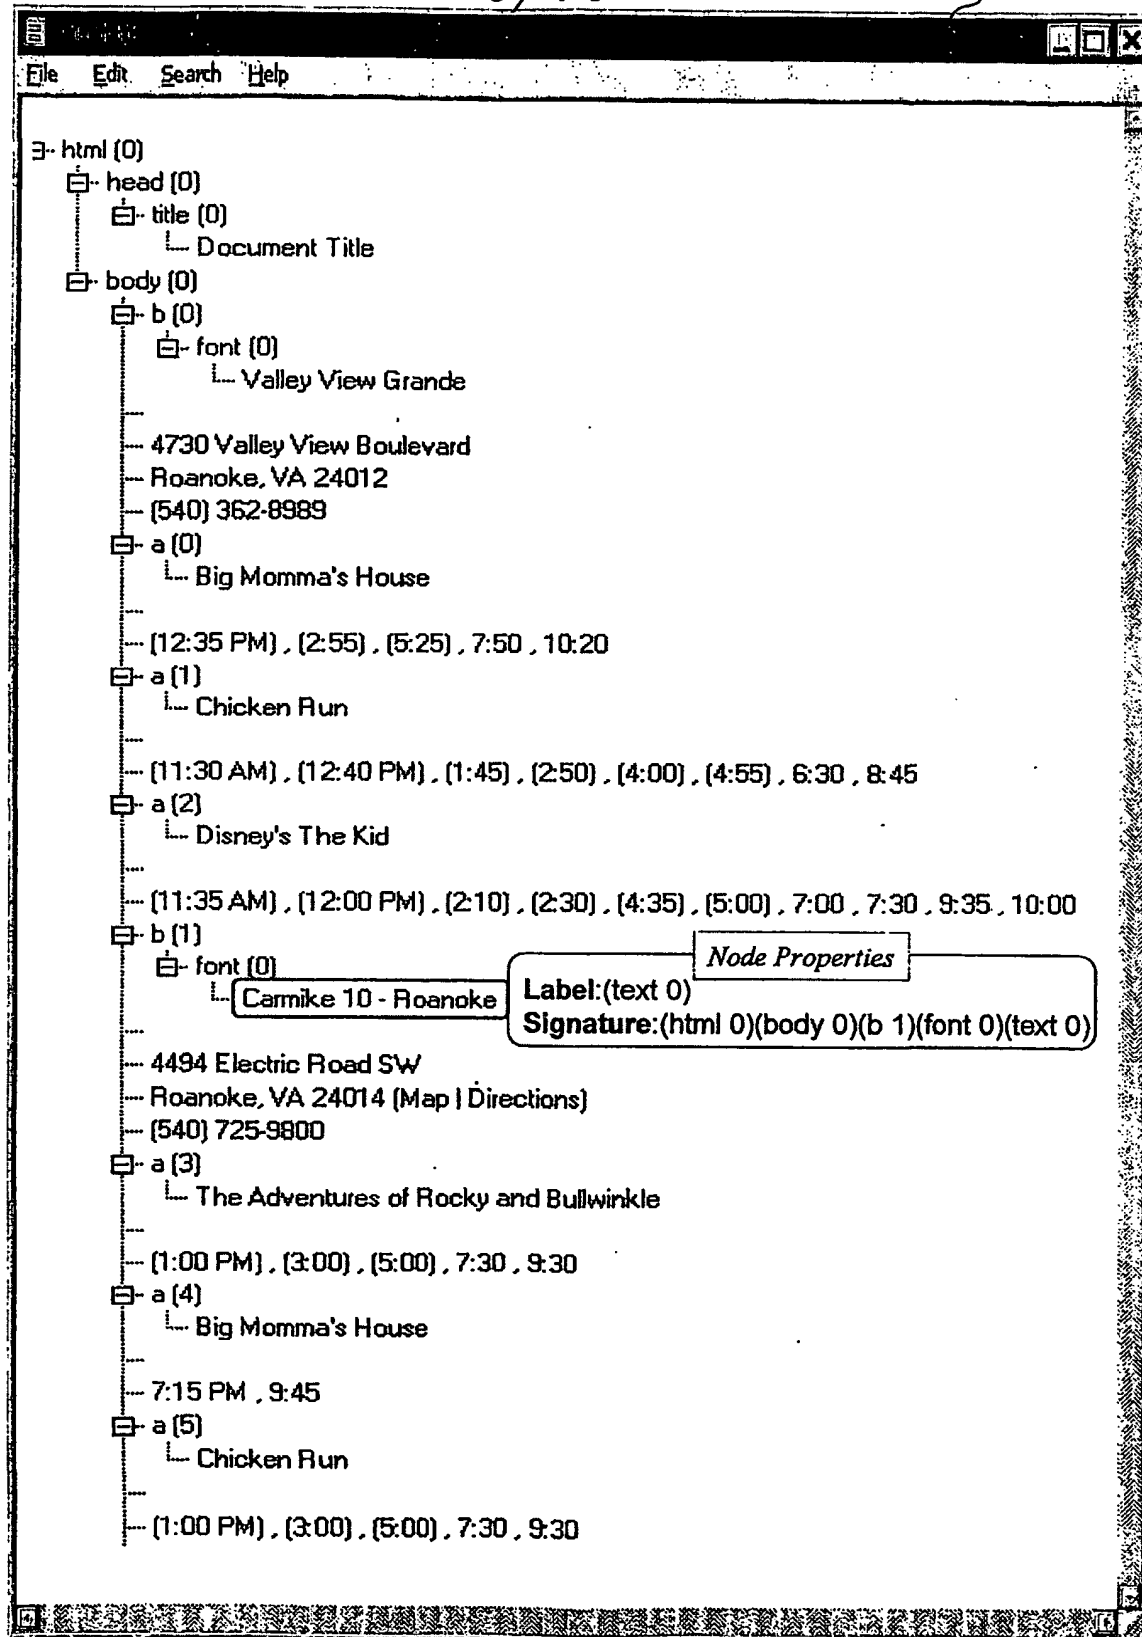 File Edit Search Help
html (0)
head (0)
title (0)
Document Title
body (0)
b (0)
font (0)
Valley View Grande
4730 Valley View Boulevard
Roanoke, VA 24012
(540) 362-8989
a (0)
Big Momma's House
(12:35 PM) , (2:55) , (5:25) , 7:50 , 10:20
a (1)
Chicken Run
(11:30 AM) , (12:40 PM) , (1:45) , (2:50) , (4:00) , (4:55) , 6:30 , 8:45
a (2)
Disney's The Kid
(11:35 AM) , (12:00 PM) , (2:10) , (2:30) , (4:35) , (5:00) , 7:00 , 7:30 , 9:35 , 10:00
b (1)
font (0)
Carmike 10 - Roanoke
Node Properties
Label:(text 0)
Signature:(html 0)(body 0)(b 1)(font 0)(text 0)
4494 Electric Road SW
Roanoke, VA 24014 (Map | Directions)
(540) 725-9800
a (3)
The Adventures of Rocky and Bullwinkle
(1:00 PM) , (3:00) , (5:00) , 7:30 , 9:30
a (4)
Big Momma's House
7:15 PM , 9:45
a (5)
Chicken Run
(1:00 PM) , (3:00) , (5:00) , 7:30 , 9:30